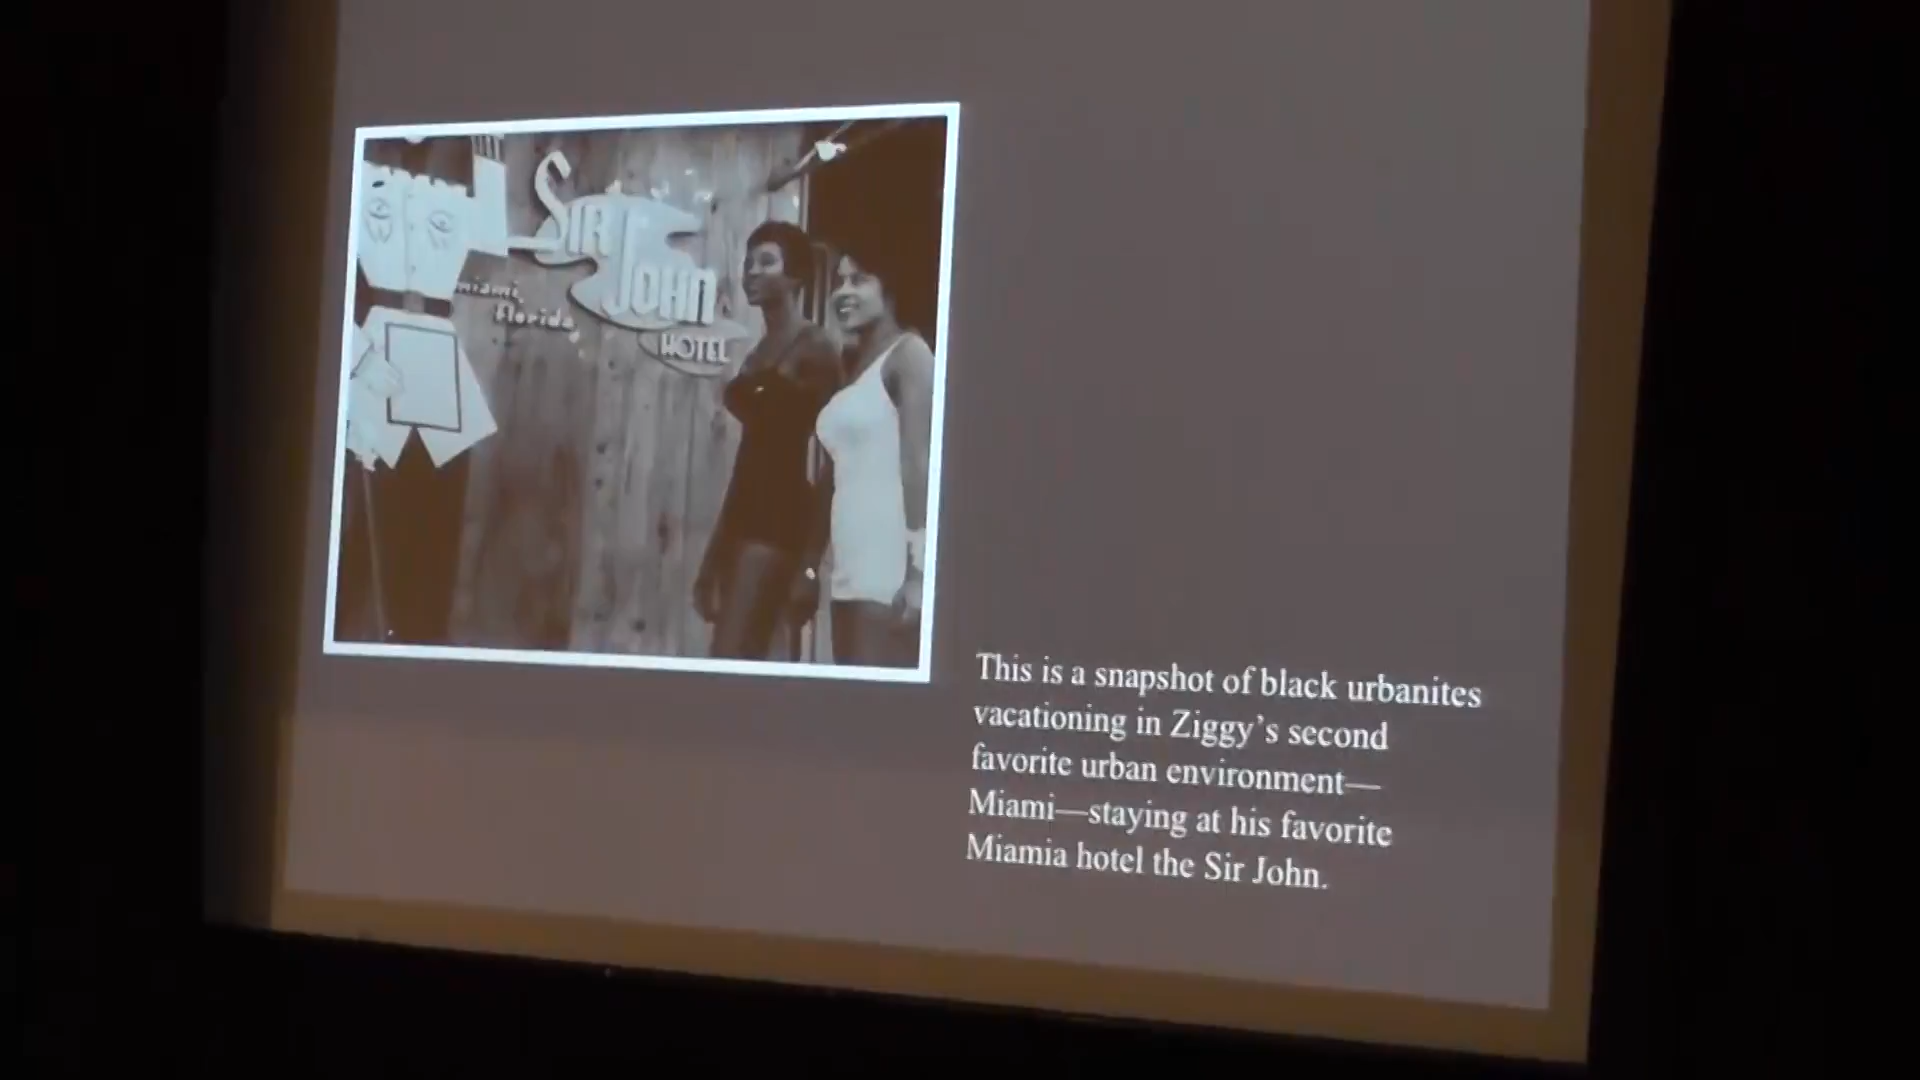 Sir
John
Hotel
miami,
florida
This is a snapshot of black urbanites
vacationing in Ziggy’s second
favorite urban environment—
Miami—staying at his favorite
Miamia hotel the Sir John.